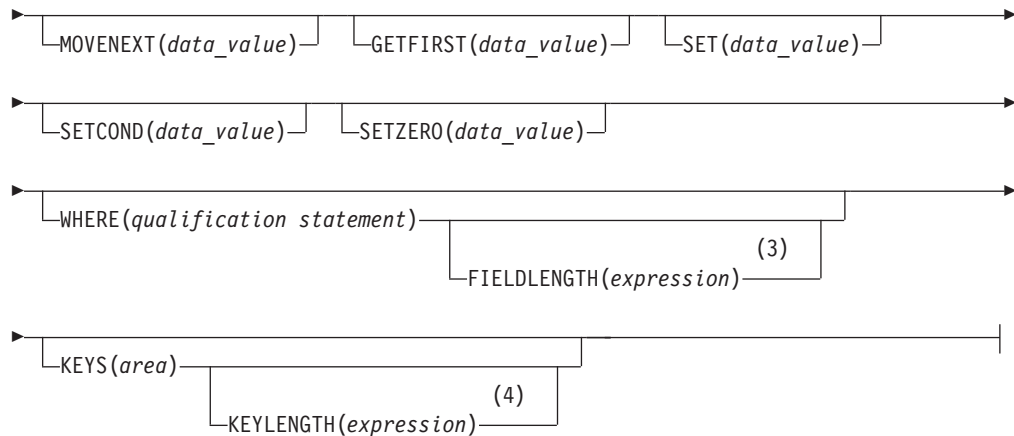 MOVENEXT(data_value) GETFIRST(data_value) SET(data_value)
SETCOND(data_value) SETZERO(data_value)
WHERE(qualification statement)
(3)
FIELDLENGTH(expression)
KEYS(area)
(4)
KEYLENGTH(expression)